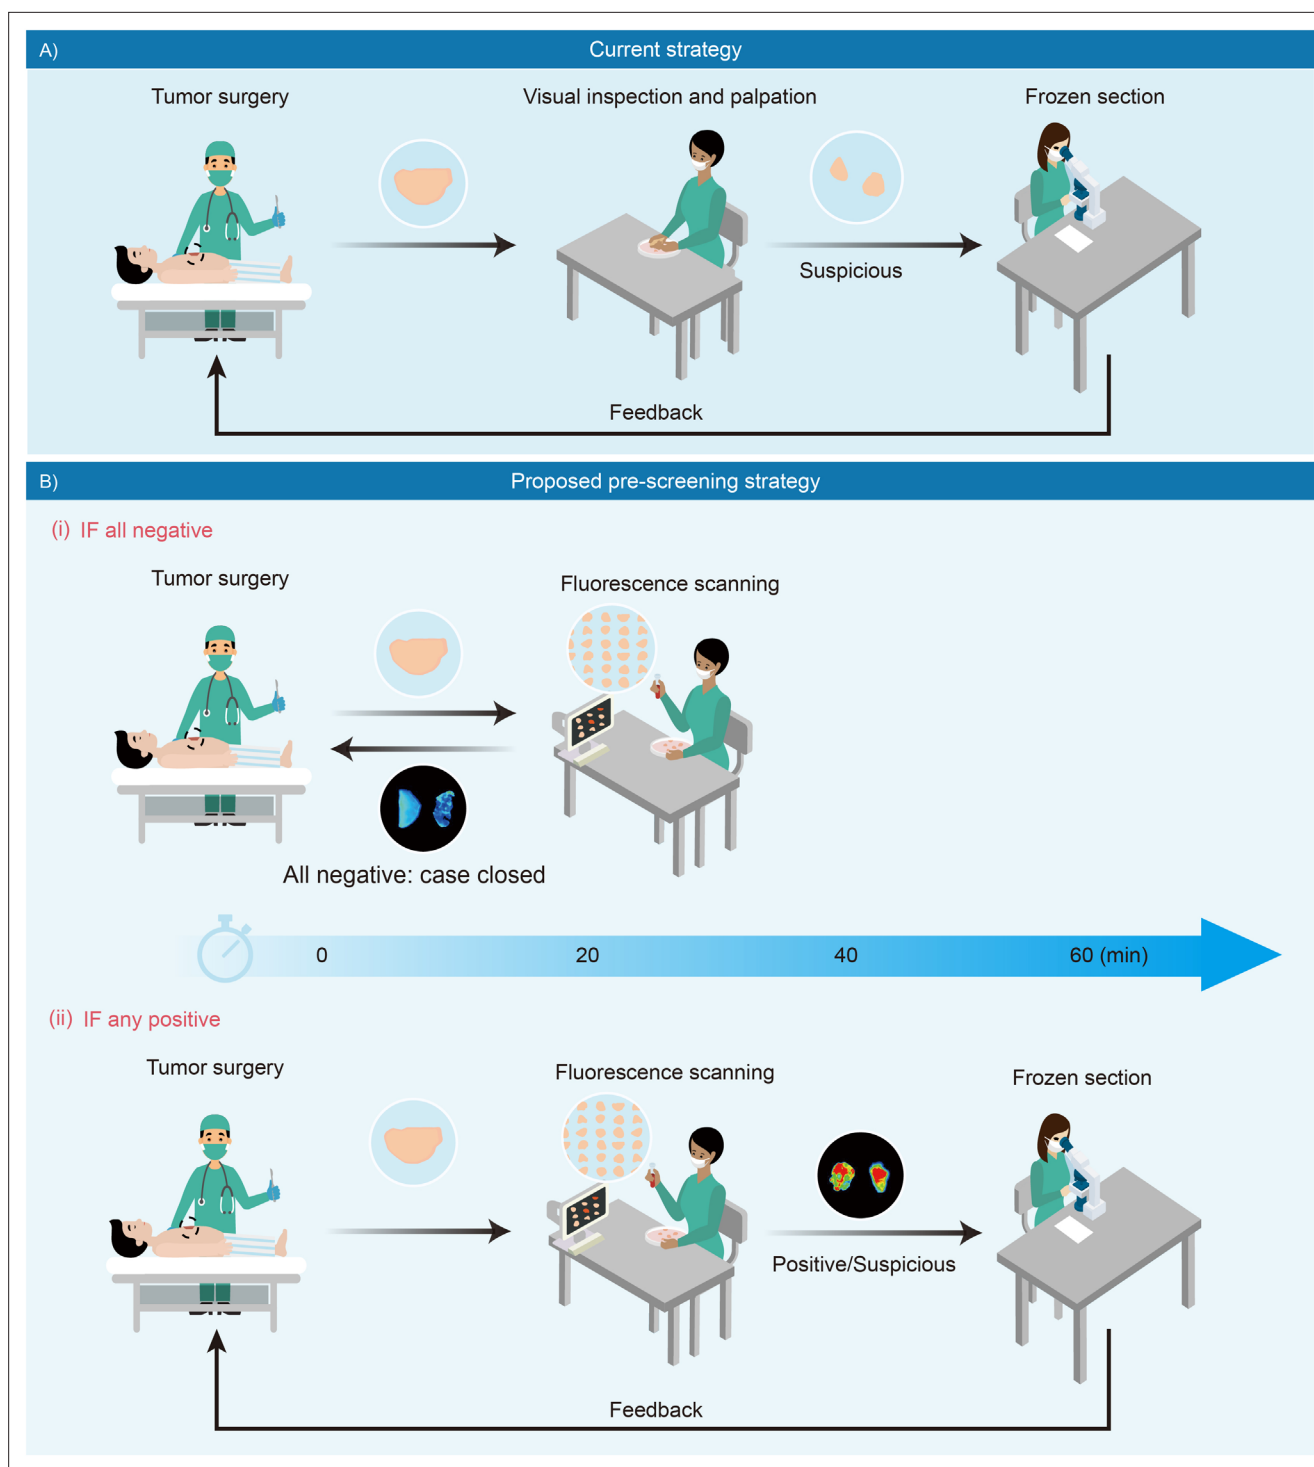 A)
Current strategy
Tumor surgery
Visual inspection and palpation
Frozen section
Suspicious
Feedback
B)
Proposed pre-screening strategy
(i) IF all negative
Tumor surgery
Fluorescence scanning
All negative: case closed
0
20
40
60 (min)
(ii) IF any positive
Tumor surgery
Fluorescence scanning
Frozen section
Positive/Suspicious
Feedback